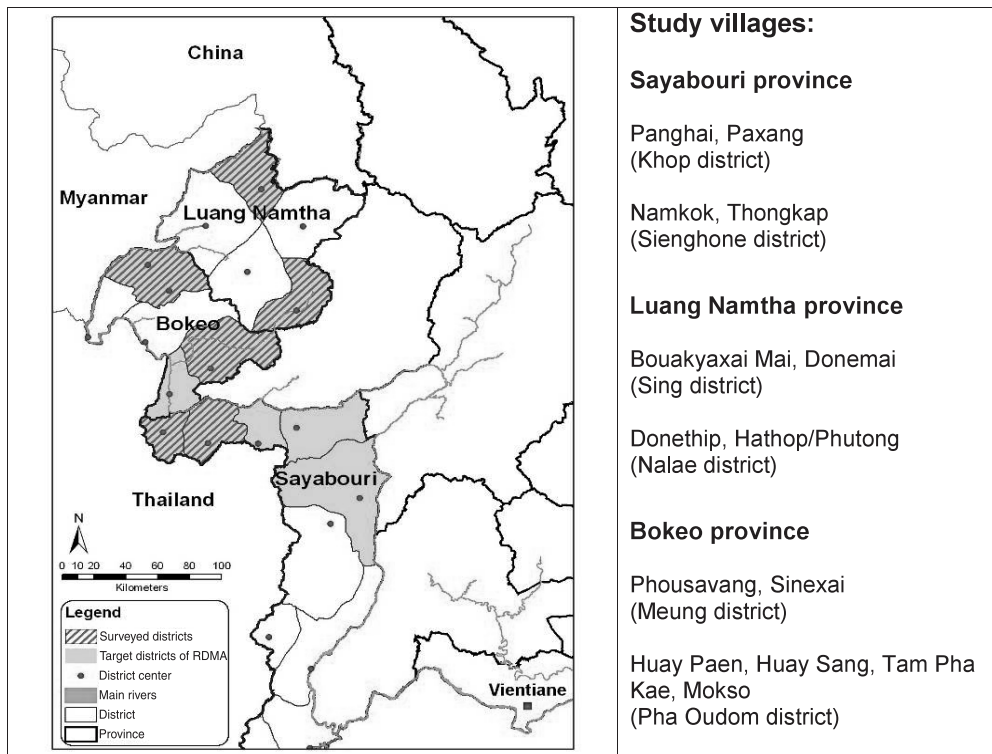 China
Myanmar
Luang Namtha
Bokeo
Sayabouri
Thailand
N
0 10 20 40 60 80 100
Kilometers
Legend
Surveyed districts
Target districts of RDMA
District center
Main rivers
District
Province
Vientiane
Study villages:
Sayabouri province
Panghai, Paxang
(Khop district)
Namkok, Thongkap
(Sienghone district)
Luang Namtha province
Bouakyaxai Mai, Donemai
(Sing district)
Donethip, Hathop/Phutong
(Nalae district)
Bokeo province
Phousavang, Sinexai
(Meung district)
Huay Paen, Huay Sang, Tam Pha
Kae, Mokso
(Pha Oudom district)